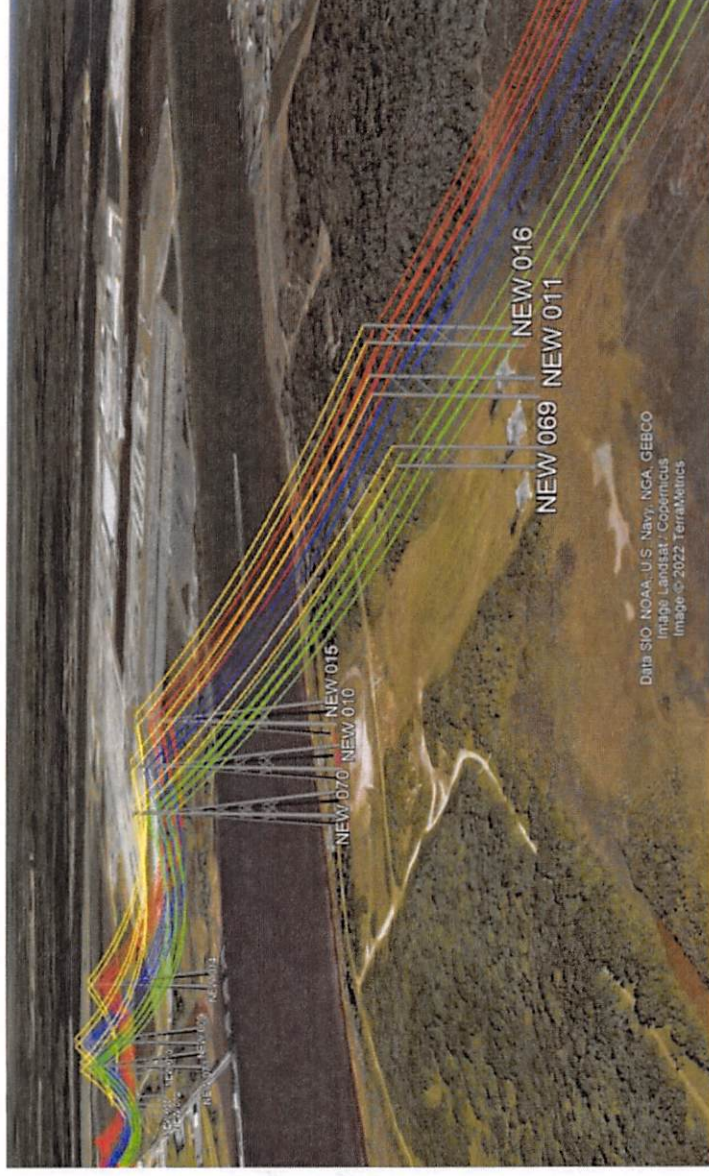 NEW 016
NEW 011
NEW 069
NEW 015
NEW 010
NEW 070
Data SIO, NOAA, U.S. Navy, NGA, GEBCO
Image Landsat / Copernicus
Image © 2022 TerraMetrics